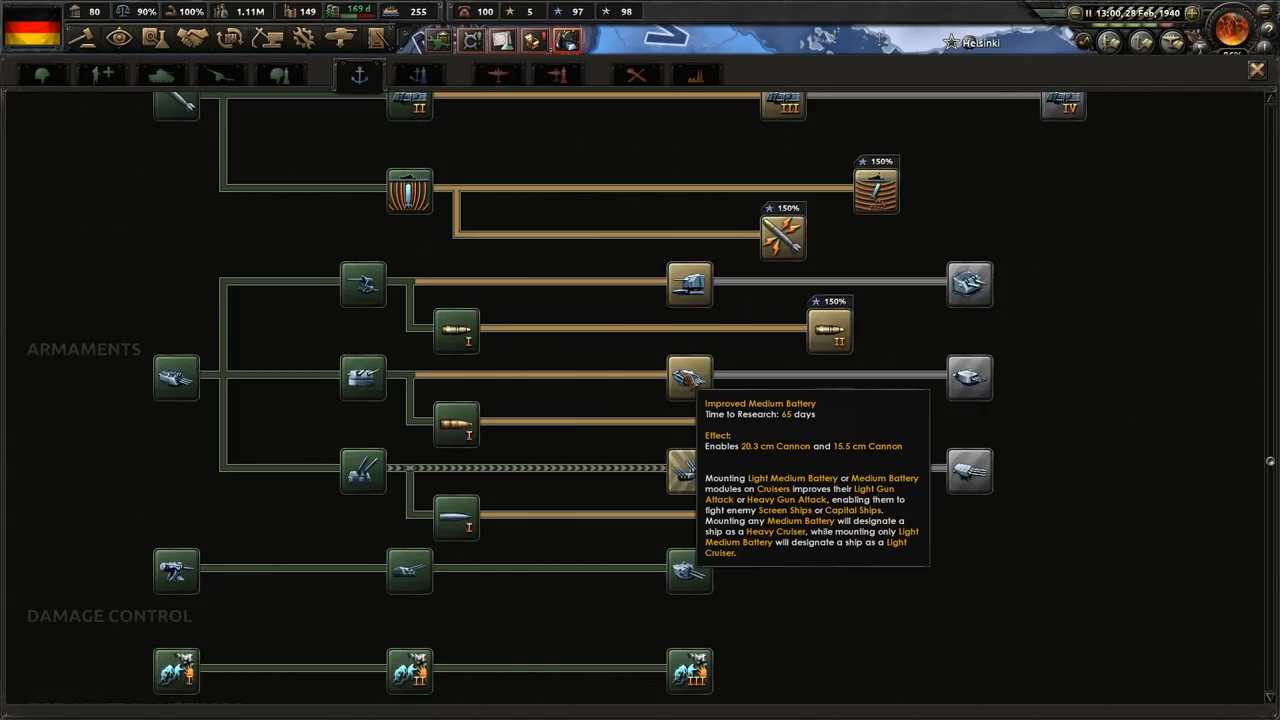 80 90% 100% 1.11M 149 169 d 255 100 5 97 98 13:00, 28 Feb, 1940
Helsinki
II III IV
150%
150%
150%
I II
ARMAMENTS
I
Improved Medium Battery
Time to Research: 65 days
Effect:
Enables 20.3 cm Cannon and 15.5 cm Cannon
Mounting Light Medium Battery or Medium Battery
modules on Cruisers improves their Light Gun
Attack or Heavy Gun Attack, enabling them to
fight enemy Screen Ships or Capital Ships.
Mounting any Medium Battery will designate a
ship as a Heavy Cruiser, while mounting only Light
Medium Battery will designate a ship as a Light
Cruiser.
I
DAMAGE CONTROL
I II III